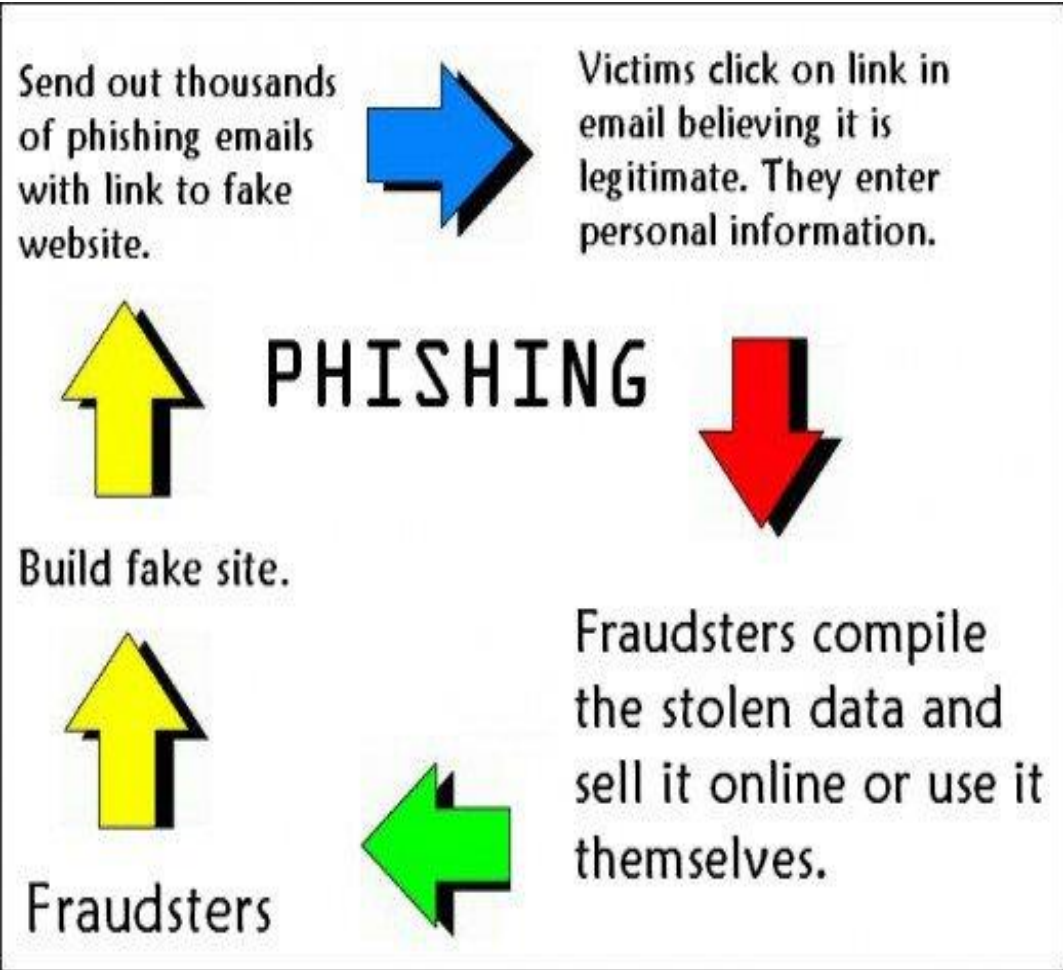 Send out thousands
of phishing emails
with link to fake
website.
Victims click on link in
email believing it is
legitimate. They enter
personal information.
PHISHING
Build fake site.
Fraudsters compile
the stolen data and
sell it online or use it
themselves.
Fraudsters